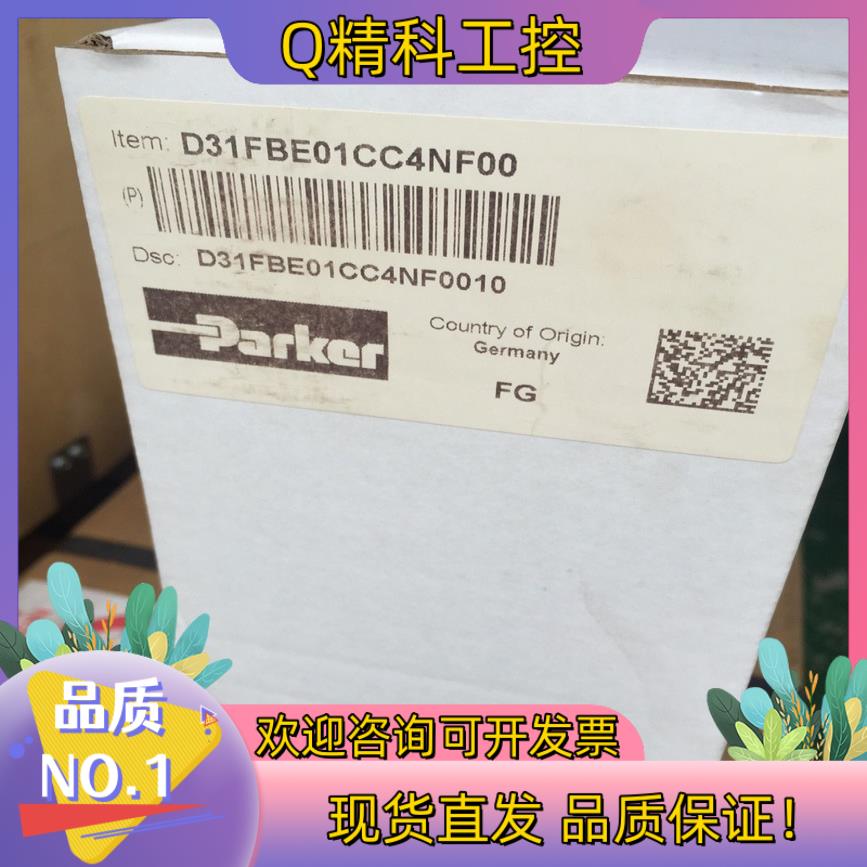 Q精科工控
Item: D31FBE01CC4NF00
(P)
Dsc: D31FBE01CC4NF0010
Parker
Country of Origin:
Germany
FG
品质
NO.1
欢迎咨询可开发票
现货直发 品质保证!